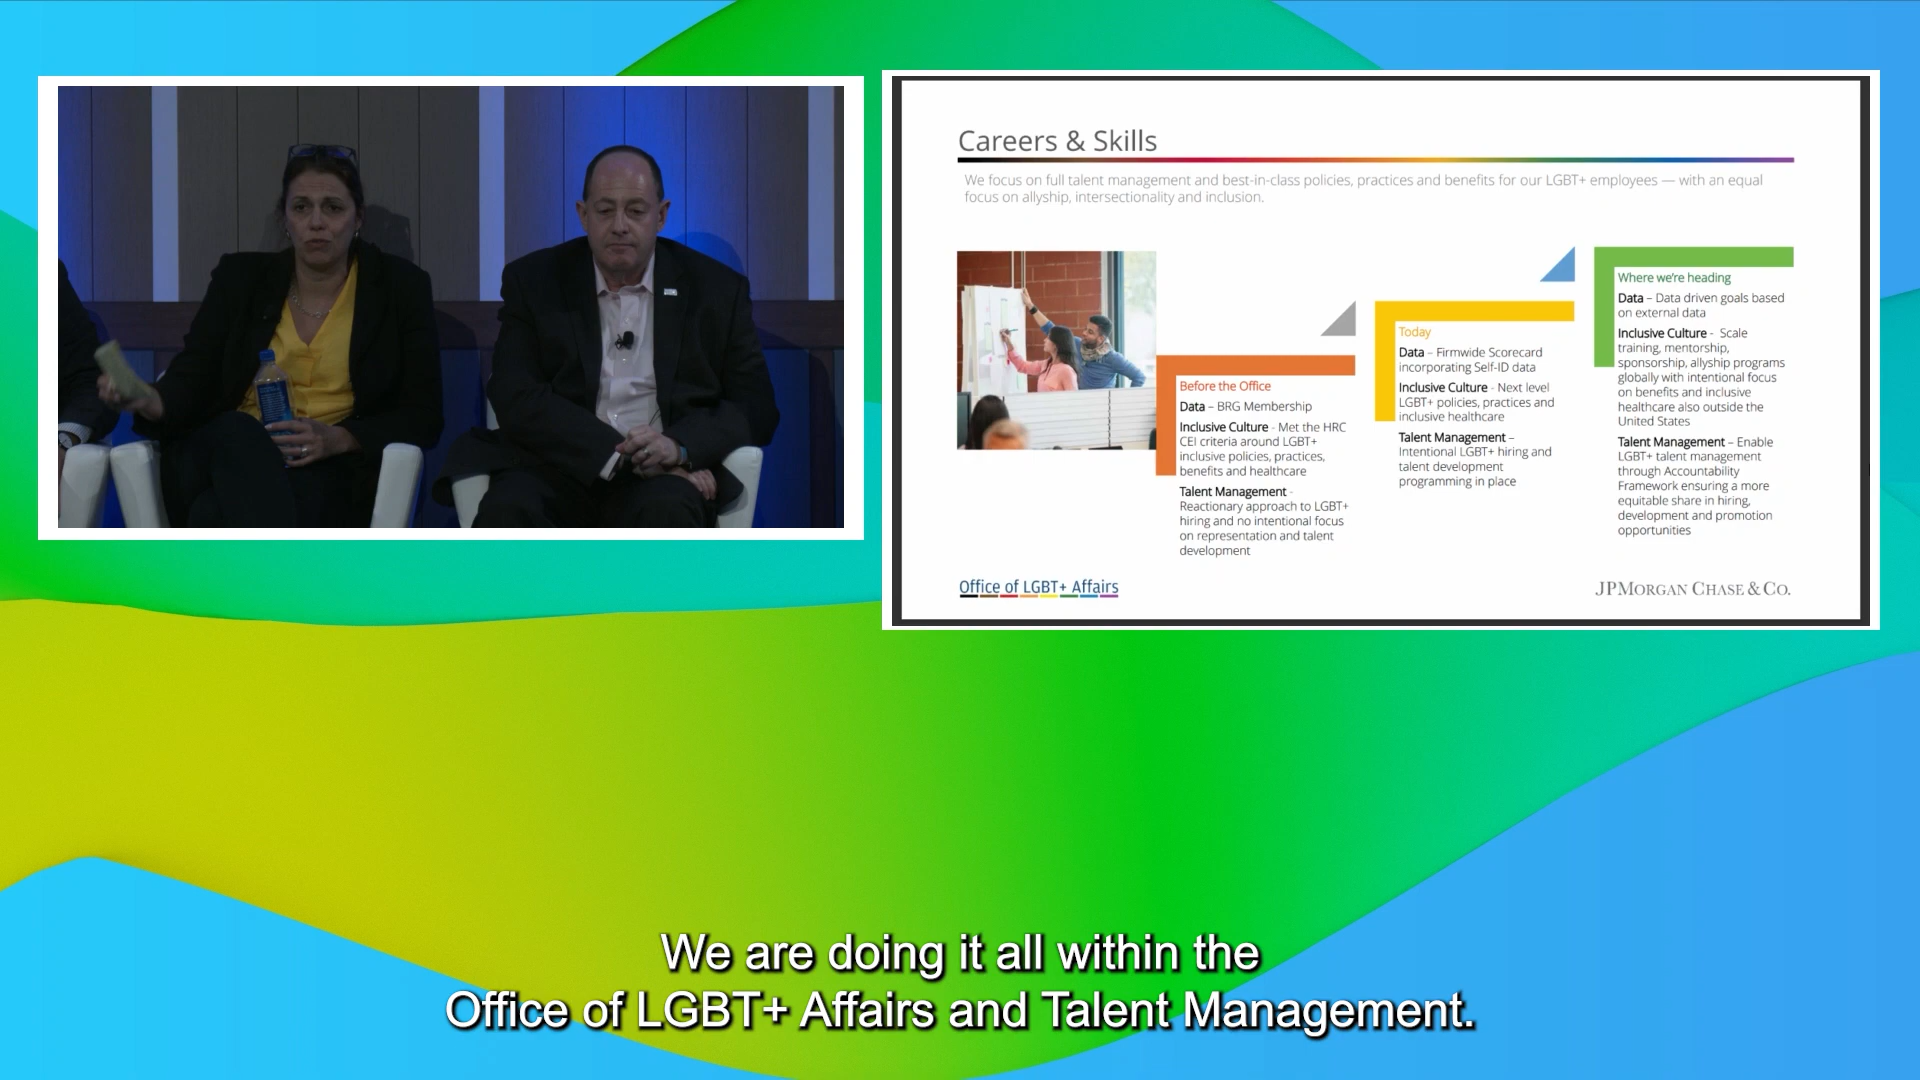 Careers & Skills
We focus on full talent management and best-in-class policies, practices and benefits for our LGBT+ employees — with an equal
focus on allyship, intersectionality and inclusion.
Before the Office
Data – BRG Membership
Inclusive Culture - Met the HRC
CEI criteria around LGBT+
inclusive policies, practices,
benefits and healthcare
Talent Management -
Reactionary approach to LGBT+
hiring and no intentional focus
on representation and talent
development
Today
Data – Firmwide Scorecard
incorporating Self-ID data
Inclusive Culture - Next level
LGBT+ policies, practices and
inclusive healthcare
Talent Management –
Intentional LGBT+ hiring and
talent development
programming in place
Where we're heading
Data – Data driven goals based
on external data
Inclusive Culture - Scale
training, mentorship,
sponsorship, allyship programs
globally with intentional focus
on benefits and inclusive
healthcare also outside the
United States
Talent Management – Enable
LGBT+ talent management
through Accountability
Framework ensuring a more
equitable share in hiring,
development and promotion
opportunities
Office of LGBT+ Affairs
JPMORGAN CHASE & CO.
We are doing it all within the
Office of LGBT+ Affairs and Talent Management.